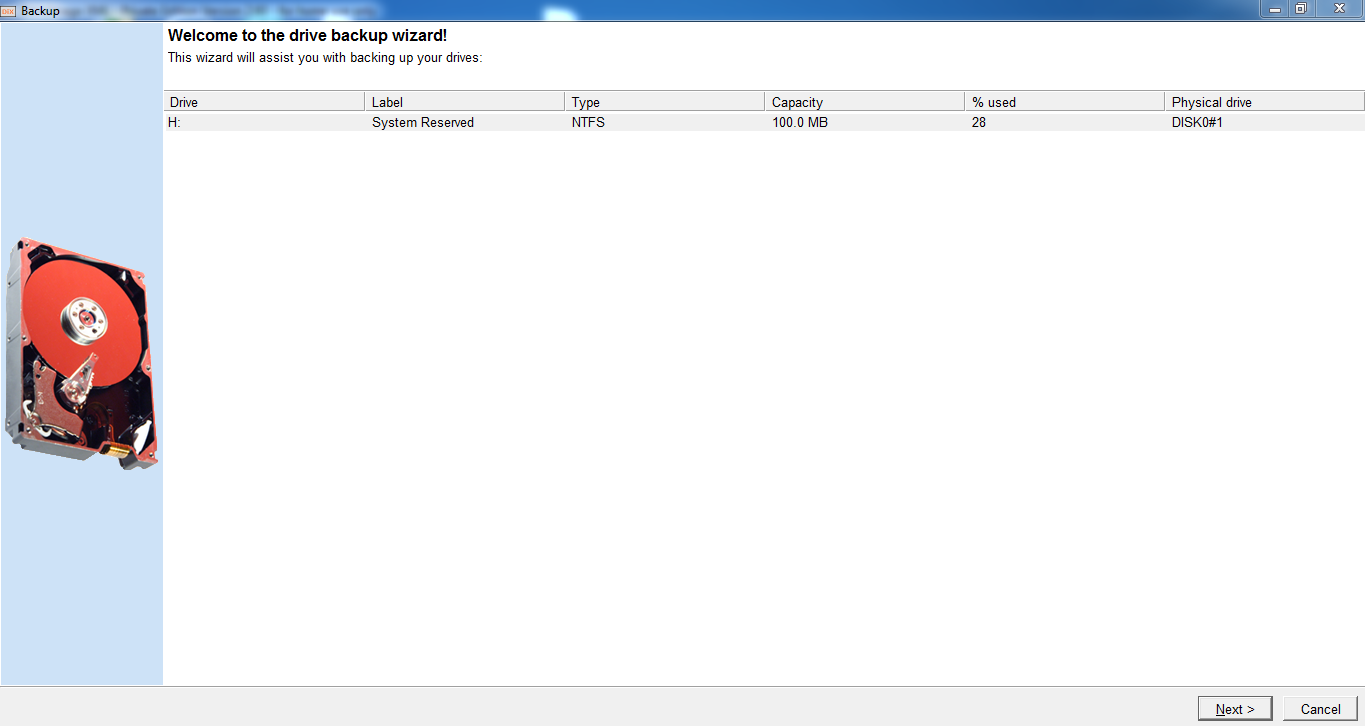 Backup
Welcome to the drive backup wizard!
This wizard will assist you with backing up your drives:
Drive Label Type Capacity % used Physical drive
H: System Reserved NTFS 100.0 MB 28 DISK0#1
Next > Cancel